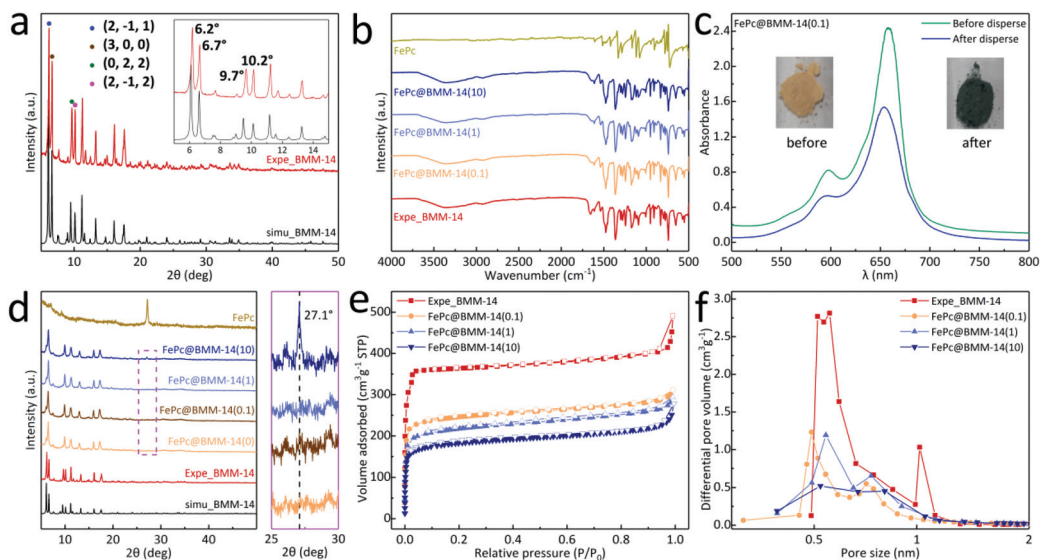 a
(2, -1, 1)
(3, 0, 0)
(0, 2, 2)
(2, -1, 2)
6.2°
6.7°
9.7°
10.2°
6 8 10 12 14
Expe_BMM-14
simu_BMM-14
Intensity (a.u.)
10 20 30 40 50
2θ (deg)
b
FePc
FePc@BMM-14(10)
FePc@BMM-14(1)
FePc@BMM-14(0.1)
Expe_BMM-14
Intensity (a.u.)
4000 3500 3000 2500 2000 1500 1000 500
Wavenumber (cm⁻¹)
c
FePc@BMM-14(0.1)
Before disperse
After disperse
before
after
Absorbance
2.4
1.8
1.2
0.6
0.0
500 550 600 650 700 750 800
λ (nm)
d
FePc
FePc@BMM-14(10)
FePc@BMM-14(1)
FePc@BMM-14(0.1)
FePc@BMM-14(0)
Expe_BMM-14
simu_BMM-14
Intensity (a.u.)
10 20 30 40
2θ (deg)
27.1°
25 26 27 28 29 30
2θ (deg)
e
Expe_BMM-14
FePc@BMM-14(0.1)
FePc@BMM-14(1)
FePc@BMM-14(10)
Volume adsorbed (cm³g⁻¹ STP)
500
400
300
200
100
0
0.0 0.2 0.4 0.6 0.8 1.0
Relative pressure (P/P₀)
f
Expe_BMM-14
FePc@BMM-14(0.1)
FePc@BMM-14(1)
FePc@BMM-14(10)
Differential pore volume (cm³g⁻¹)
3.0
2.5
2.0
1.5
1.0
0.5
0.0
0.5 1 2
Pore size (nm)